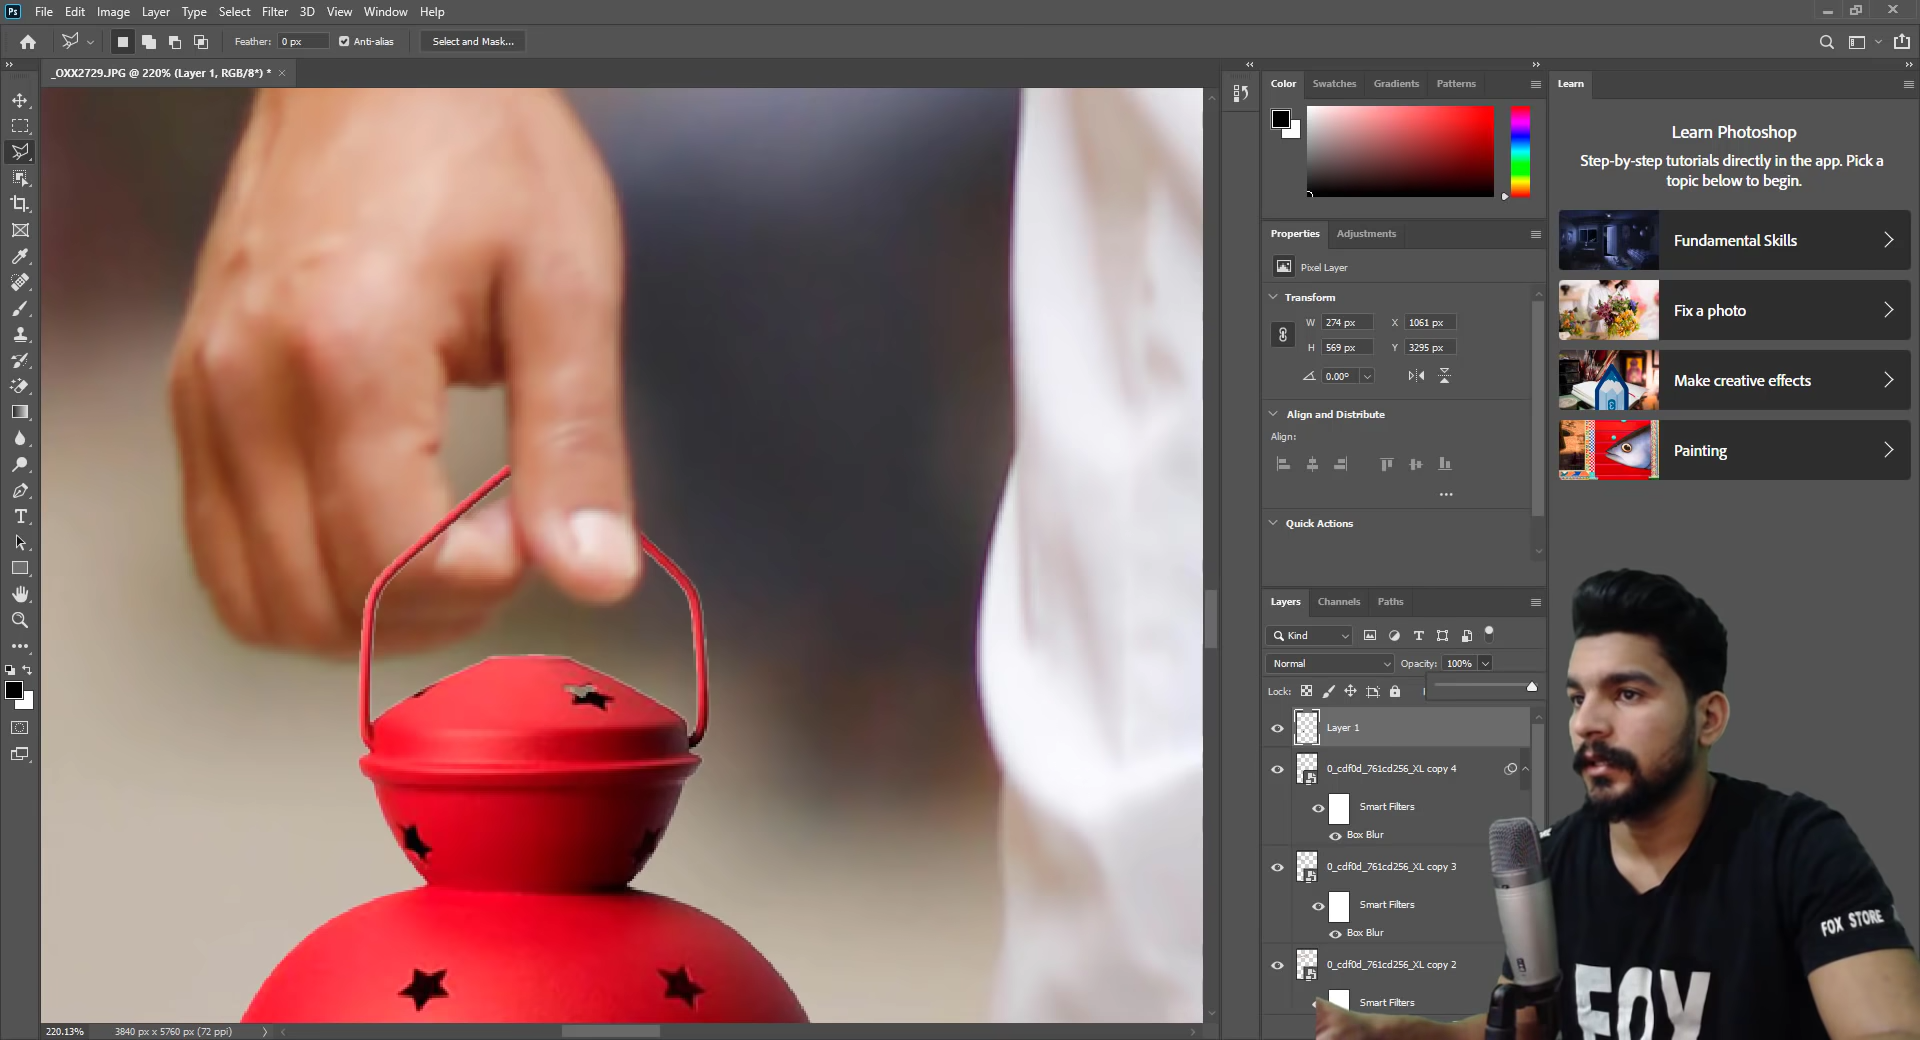 Ps File Edit Image Layer Type Select Filter 3D View Window Help
Feather: 0 px Anti-alias Select and Mask...
_OXX2729.JPG @ 220% (Layer 1, RGB/8*) * ×
Color Swatches Gradients Patterns
Learn
Learn Photoshop
Step-by-step tutorials directly in the app. Pick a
topic below to begin.
Fundamental Skills
Fix a photo
Make creative effects
Painting
Properties Adjustments
Pixel Layer
Transform
W 274 px X 1061 px
H 569 px Y 3295 px
0.00°
Align and Distribute
Align:
Quick Actions
Layers Channels Paths
Kind
Normal Opacity: 100%
Lock:
Layer 1
0_cdf0d_761cd256_XL copy 4
Smart Filters
Box Blur
0_cdf0d_761cd256_XL copy 3
Smart Filters
Box Blur
0_cdf0d_761cd256_XL copy 2
Smart Filters
FOX STORE
FOX
220.13% 3840 px x 5760 px (72 ppi)